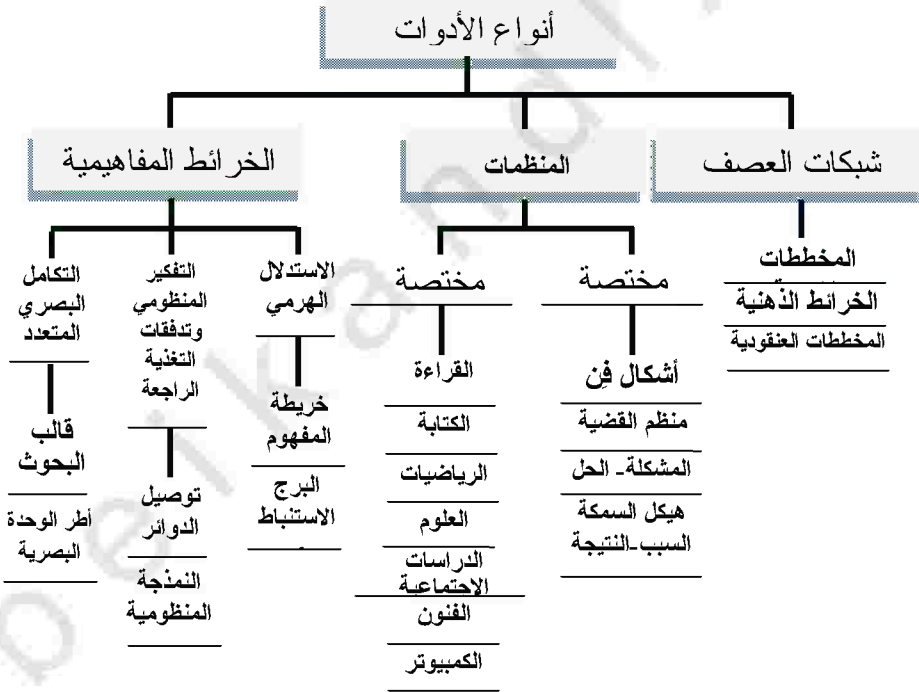 أنواع الأدوات
شبكات العصف
المنظمات
الخرائط المفاهيمية
المخططات
الخرائط الذهنية
المخططات العنقودية
مختصة
أشكال فِن
منظم القضية
المشكلة- الحل
هيكل السمكة
السبب-النتيجة
مختصة
القراءة
الكتابة
الرياضيات
العلوم
الدراسات
الاجتماعية
الفنون
الكمبيوتر
الاستدلال
الهرمي
خريطة
المفهوم
البرج
الاستنباط
التفكير
المنظومي
وتدفقات
التغذية
الراجعة
توصيل
الدوائر
النمذجة
المنظومية
التكامل
البصري
المتعدد
قالب
البحوث
أطر الوحدة
البصرية